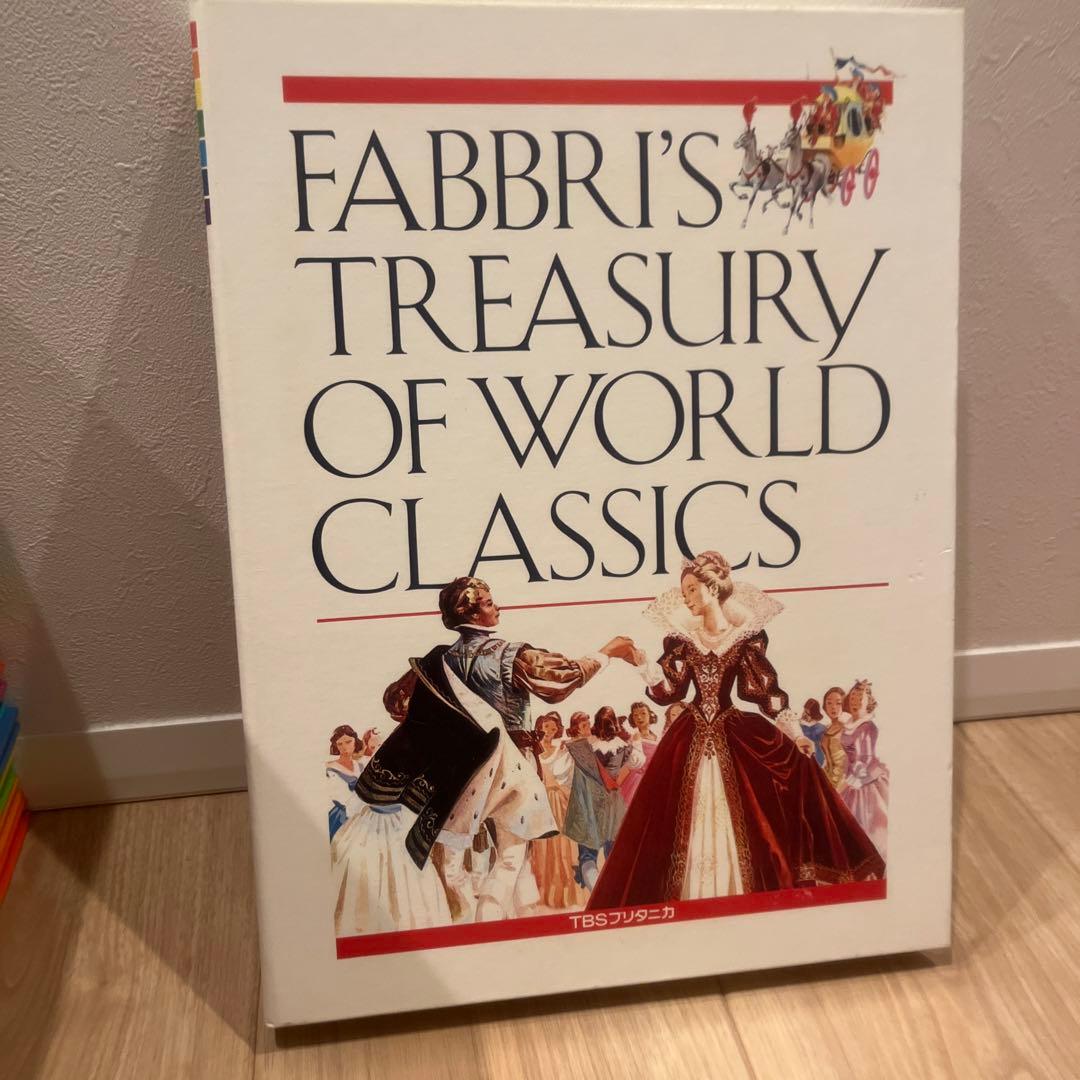 FABBRI'S
TREASURY
OF WORLD
CLASSICS
TBSブリタニカ